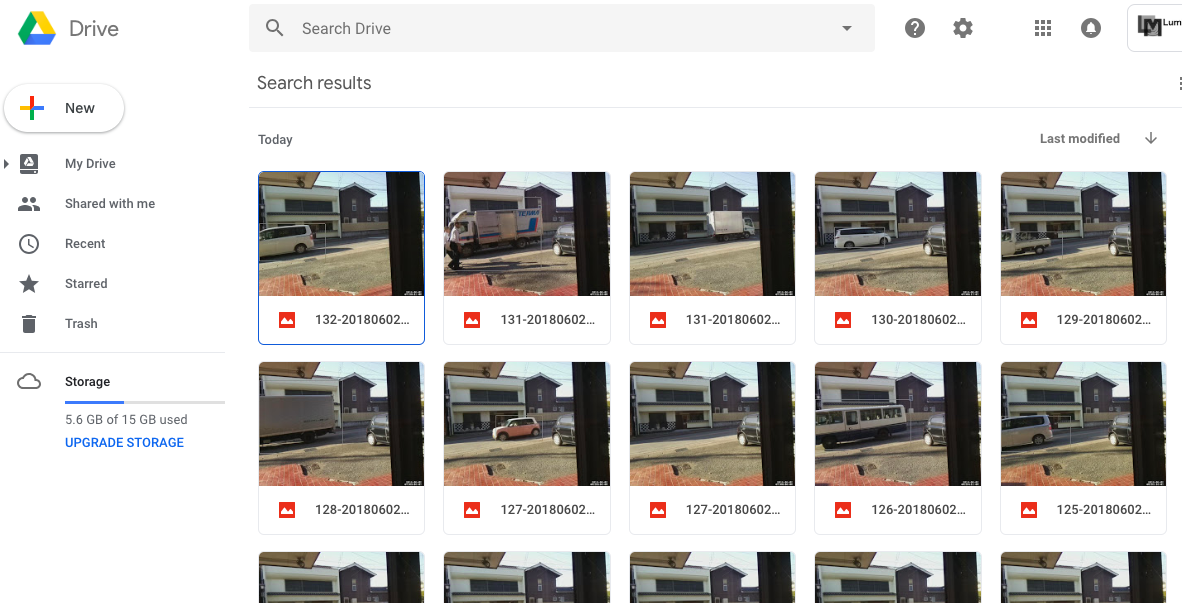 Drive
Search Drive
Lum
Search results
New
Today
Last modified
My Drive
Shared with me
Recent
Starred
Trash
Storage
5.6 GB of 15 GB used
UPGRADE STORAGE
132-20180602...
131-20180602...
131-20180602...
130-20180602...
129-20180602...
128-20180602...
127-20180602...
127-20180602...
126-20180602...
125-20180602...